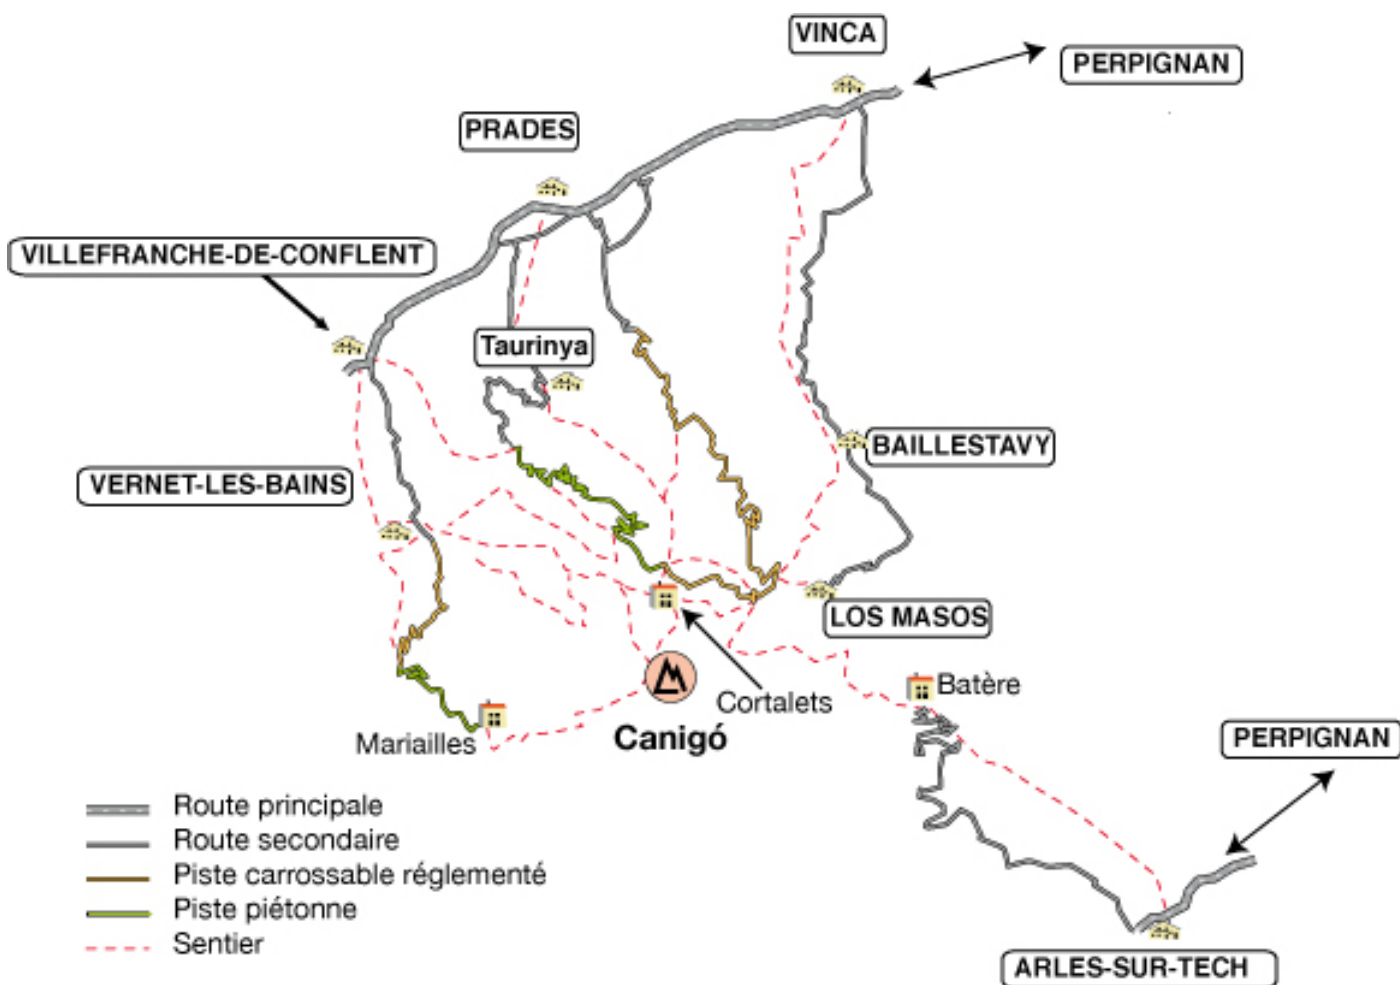 VINCA
PERPIGNAN
PRADES
VILLEFRANCHE-DE-CONFLENT
Taurinya
BAILLESTAVY
VERNET-LES-BAINS
LOS MASOS
Batère
Cortalets
Canigó
Mariailles
PERPIGNAN
Route principale
Route secondaire
Piste carrossable réglementé
Piste piétonne
Sentier
ARLES-SUR-TECH